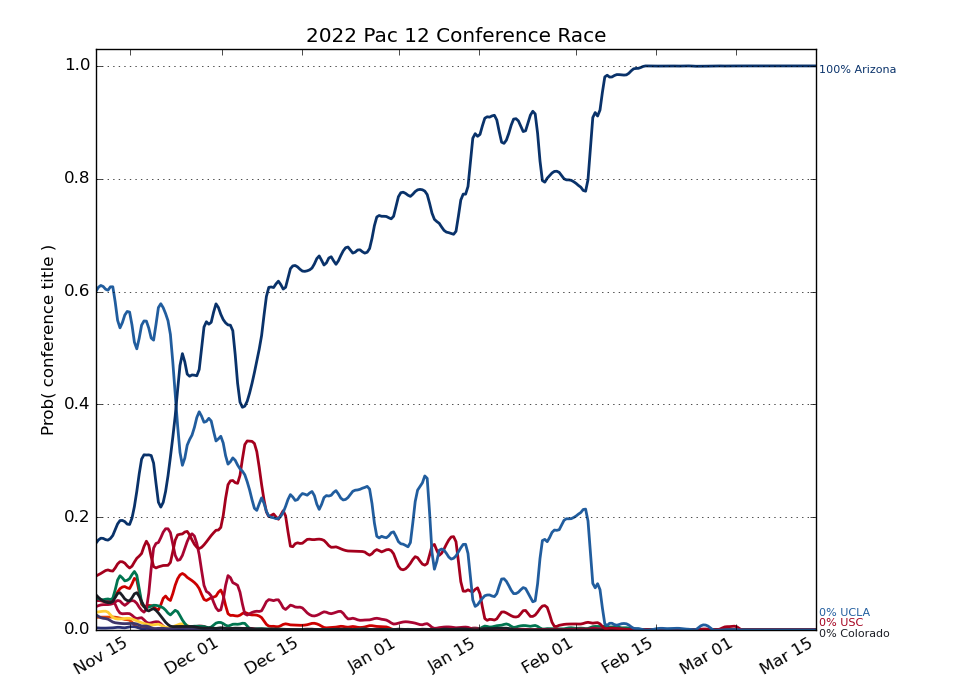 2022 Pac 12 Conference Race
Prob( conference title )
1.0
0.8
0.6
0.4
0.2
0.0
100% Arizona
0% UCLA
0% USC
0% Colorado
Nov 15
Dec 01
Dec 15
Jan 01
Jan 15
Feb 01
Feb 15
Mar 01
Mar 15